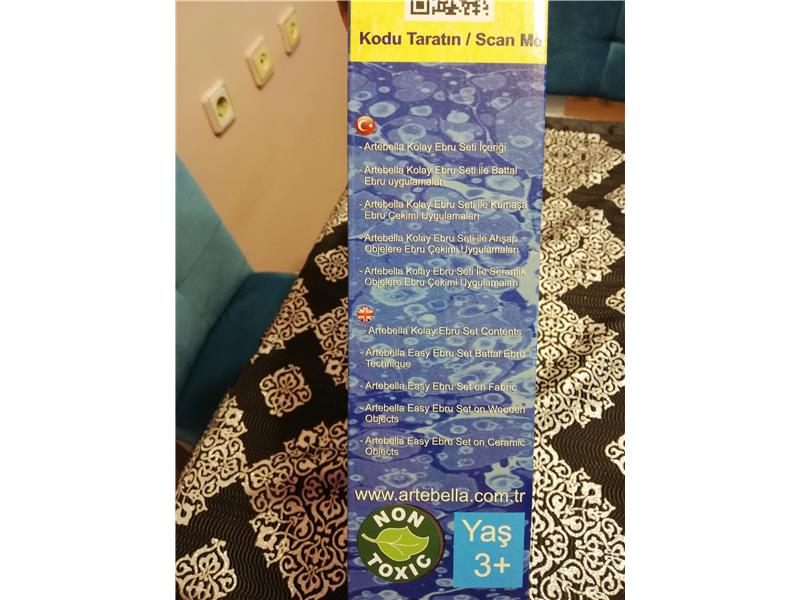 Kodu Taratın / Scan Me
- Artebella Kolay Ebru Seti İçeriği
- Artebella Kolay Ebru Seti ile Battal
Ebru uygulamaları
- Artebella Kolay Ebru Seti ile Kumaşa
Ebru Çekimi Uygulamaları
- Artebella Kolay Ebru Seti ile Ahşap
Objelere Ebru Çekimi Uygulamaları
- Artebella Kolay Ebru Seti İle Seramik
Objelere Ebru Çekimi Uygulamaları
- Artebella Kolay Ebru Set Contents
- Artebella Easy Ebru Set Battal Ebru
Technique
- Artebella Easy Ebru Set on Fabric
- Artebella Easy Ebru Set on Wooden
Objects
- Artebella Easy Ebru Set on Ceramic
Objects
www.artebella.com.tr
NON
TOXIC
Yaş
3+